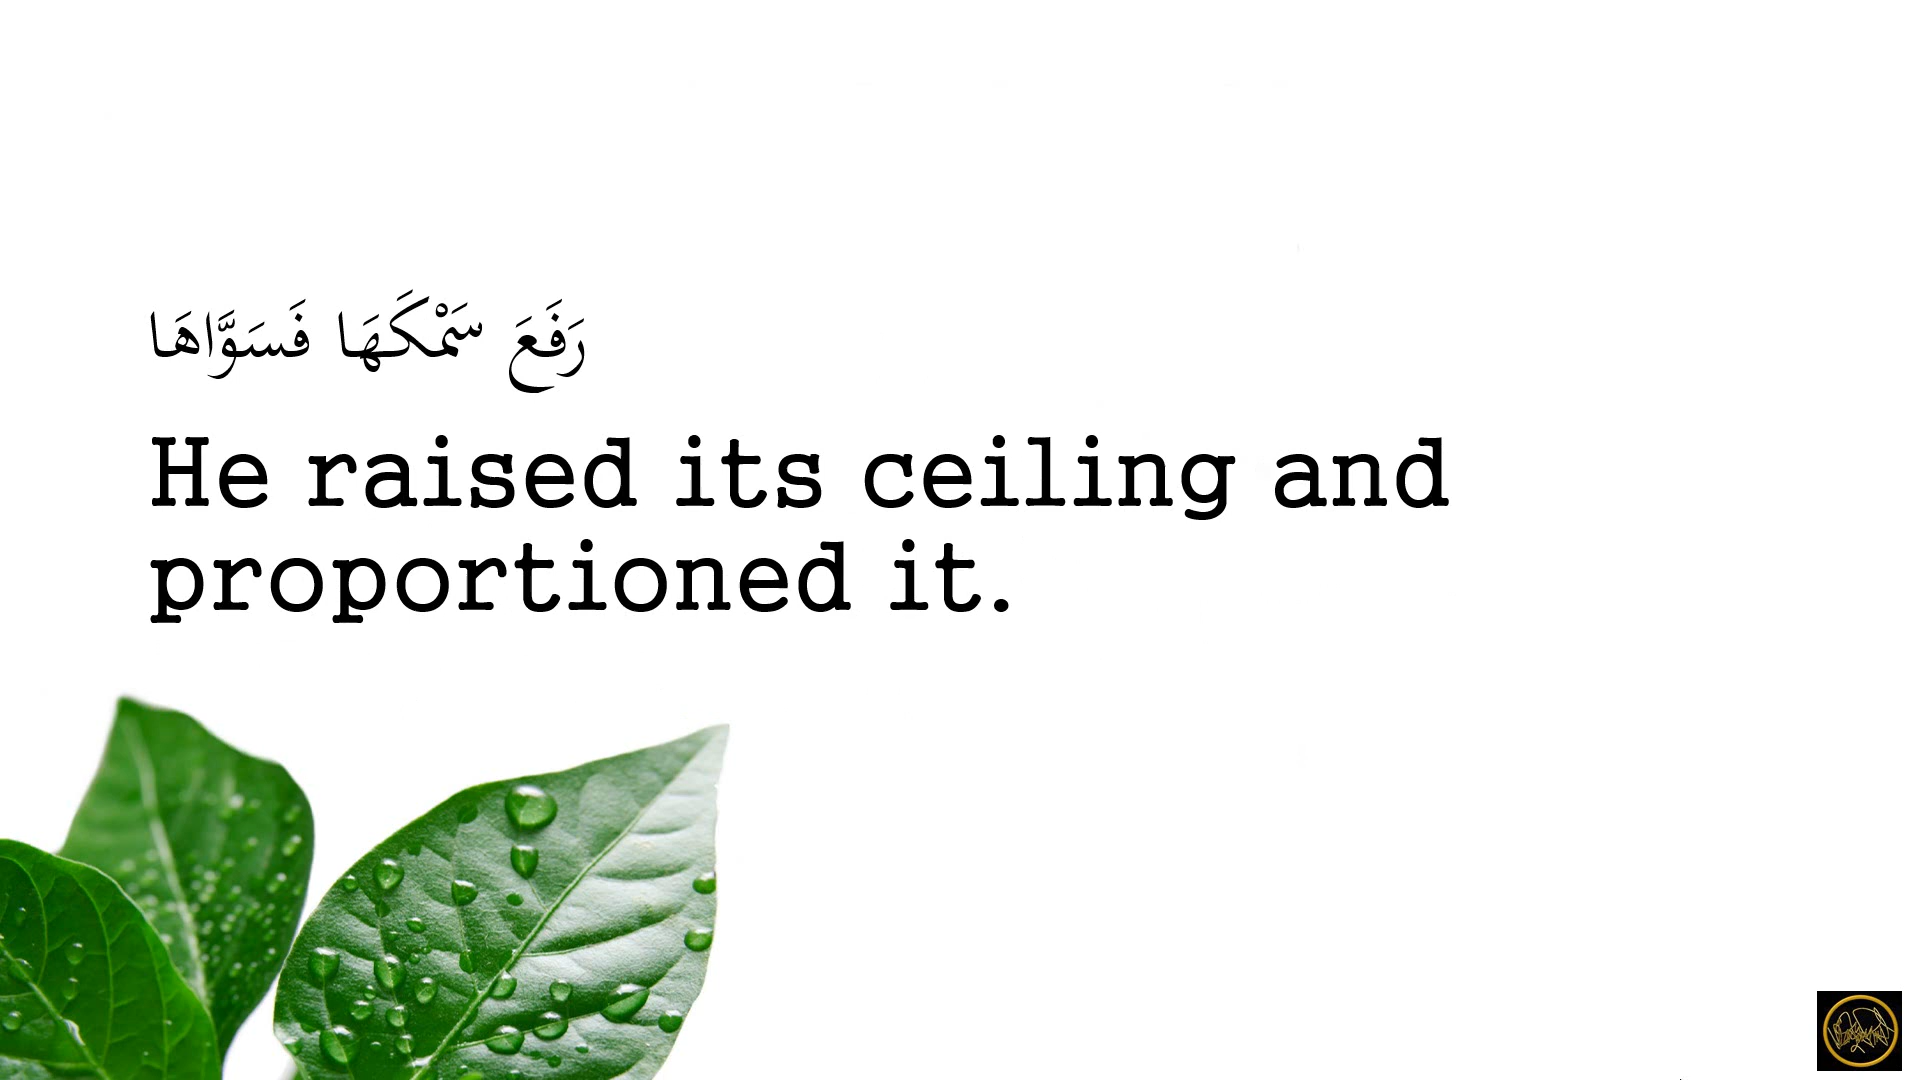 رَفَعَ سَمْكَهَا فَسَوَّاهَا
He raised its ceiling and
proportioned it.